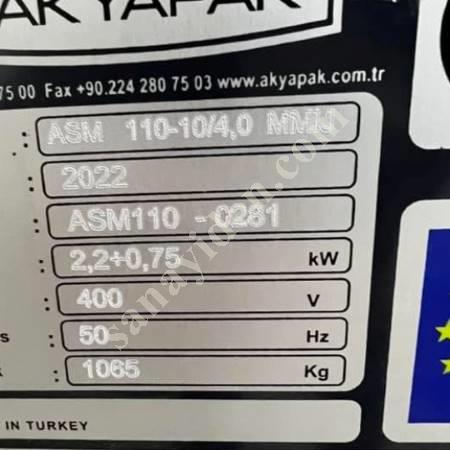 AKYAPAK
75 00 Fax +90.224 280 75 03 www.akyapak.com.tr
: ASM 110-10/4,0 MMIJ
: 2022
: ASM110 - 0281
: 2,2+0,75 kW
: 400 V
s : 50 Hz
: 1065 Kg
IN TURKEY
sanayiden.com